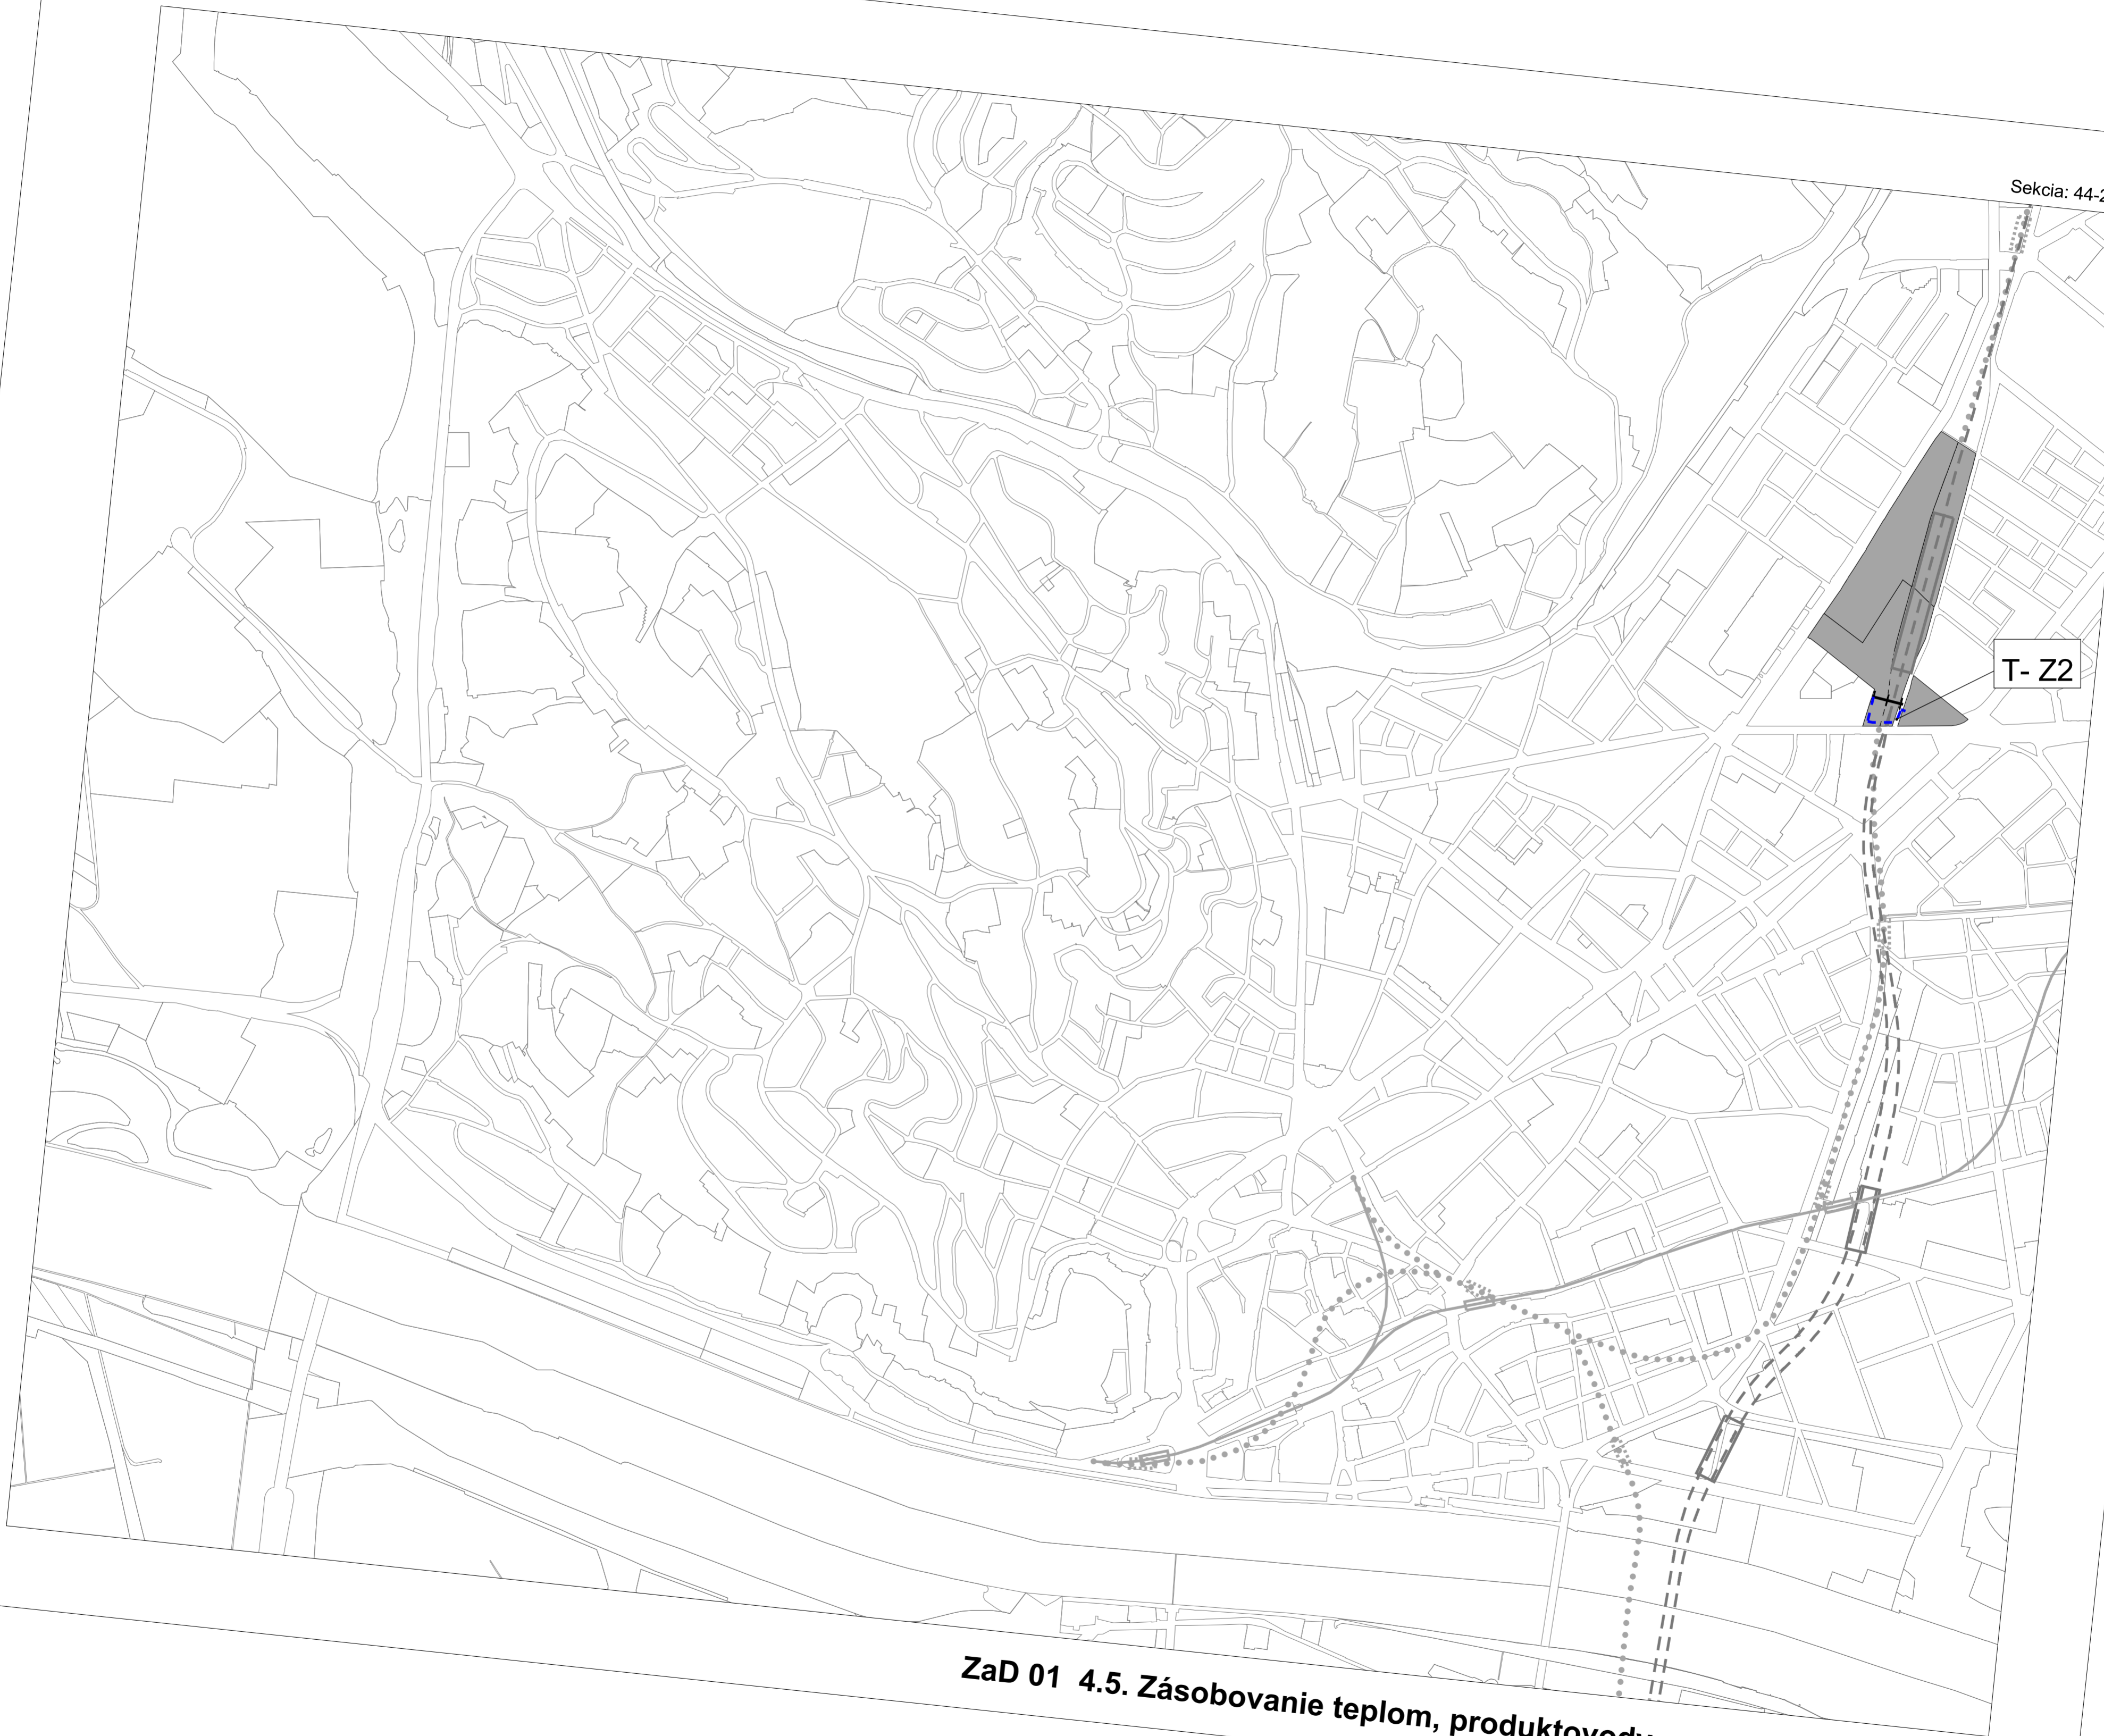 Sekcia: 44-2
T- Z2
ZaD 01 4.5. Zásobovanie teplom, produktovody